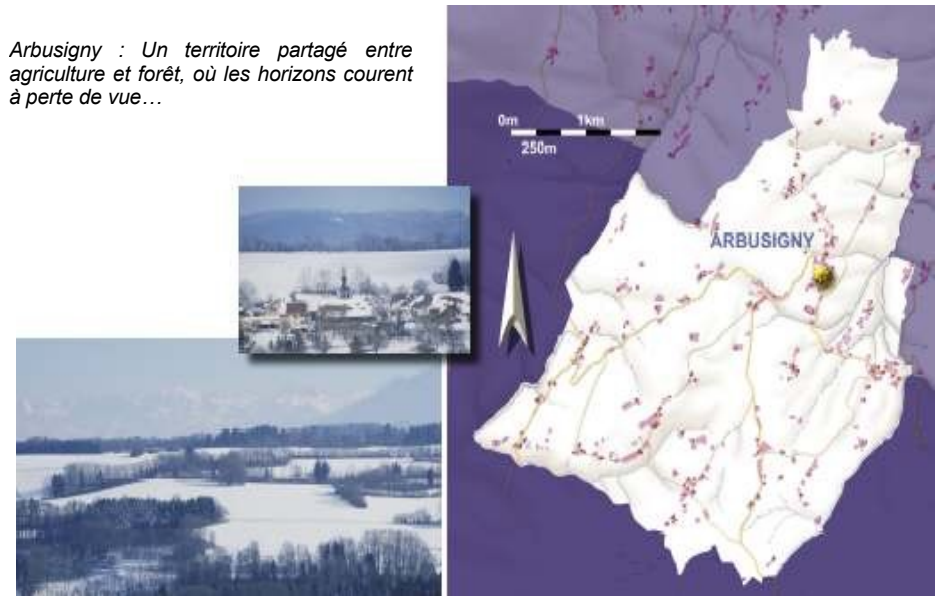 Arbusigny : Un territoire partagé entre
agriculture et forêt, où les horizons courent
à perte de vue…
0m 1km
250m
ARBUSIGNY